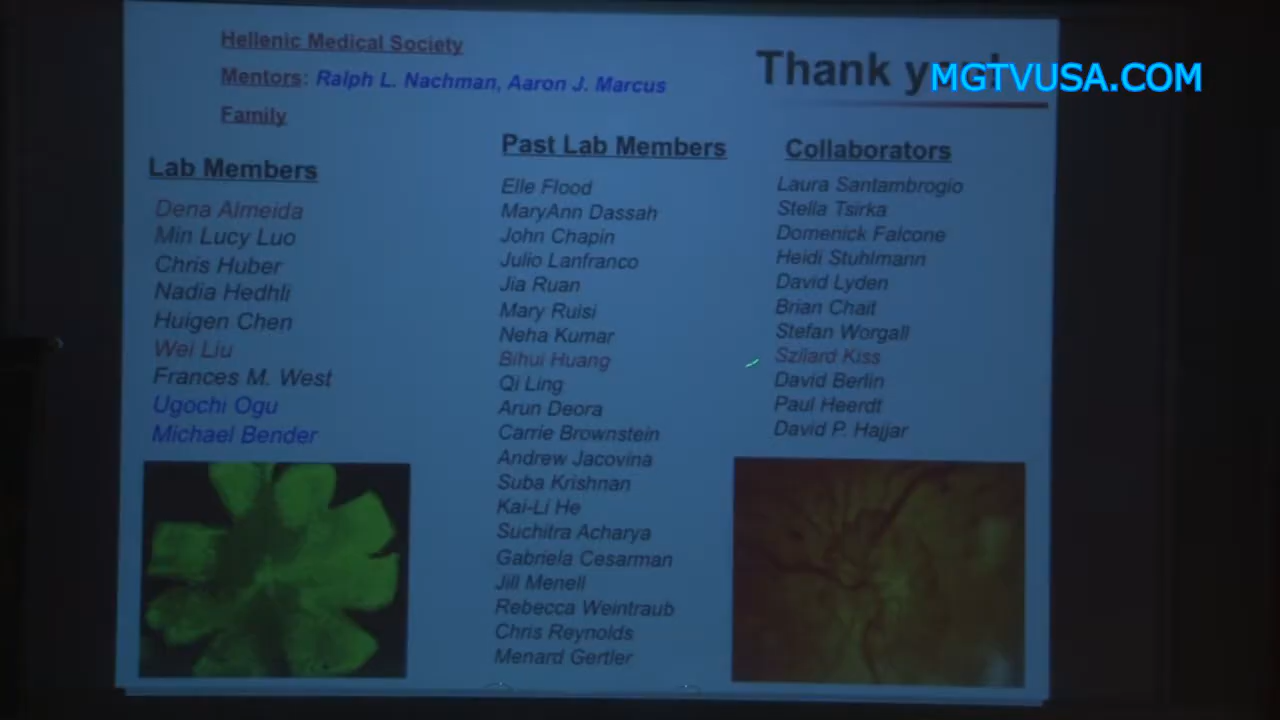 Hellenic Medical Society
Mentors: Ralph L. Nachman, Aaron J. Marcus
Family
Thank
MGTVUSA.COM
Lab Members
Dena Almeida
Min Lucy Luo
Chris Huber
Nadia Hedhli
Huigen Chen
Wei Liu
Frances M. West
Ugochi Ogu
Michael Bender
Past Lab Members
Elle Flood
MaryAnn Dassah
John Chapin
Julio Lanfranco
Jia Ruan
Mary Ruisi
Neha Kumar
Bihui Huang
Qi Ling
Arun Deora
Carrie Brownstein
Andrew Jacovina
Suba Krishnan
Kai-Li He
Suchitra Acharya
Gabriela Cesarman
Jill Menell
Rebecca Weintraub
Chris Reynolds
Menard Gertler
Collaborators
Laura Santambrogio
Stella Tsirka
Domenick Falcone
Heidi Stuhlmann
David Lyden
Brian Chait
Stefan Worgall
Szilard Kiss
David Berlin
Paul Heerdt
David P. Hajjar